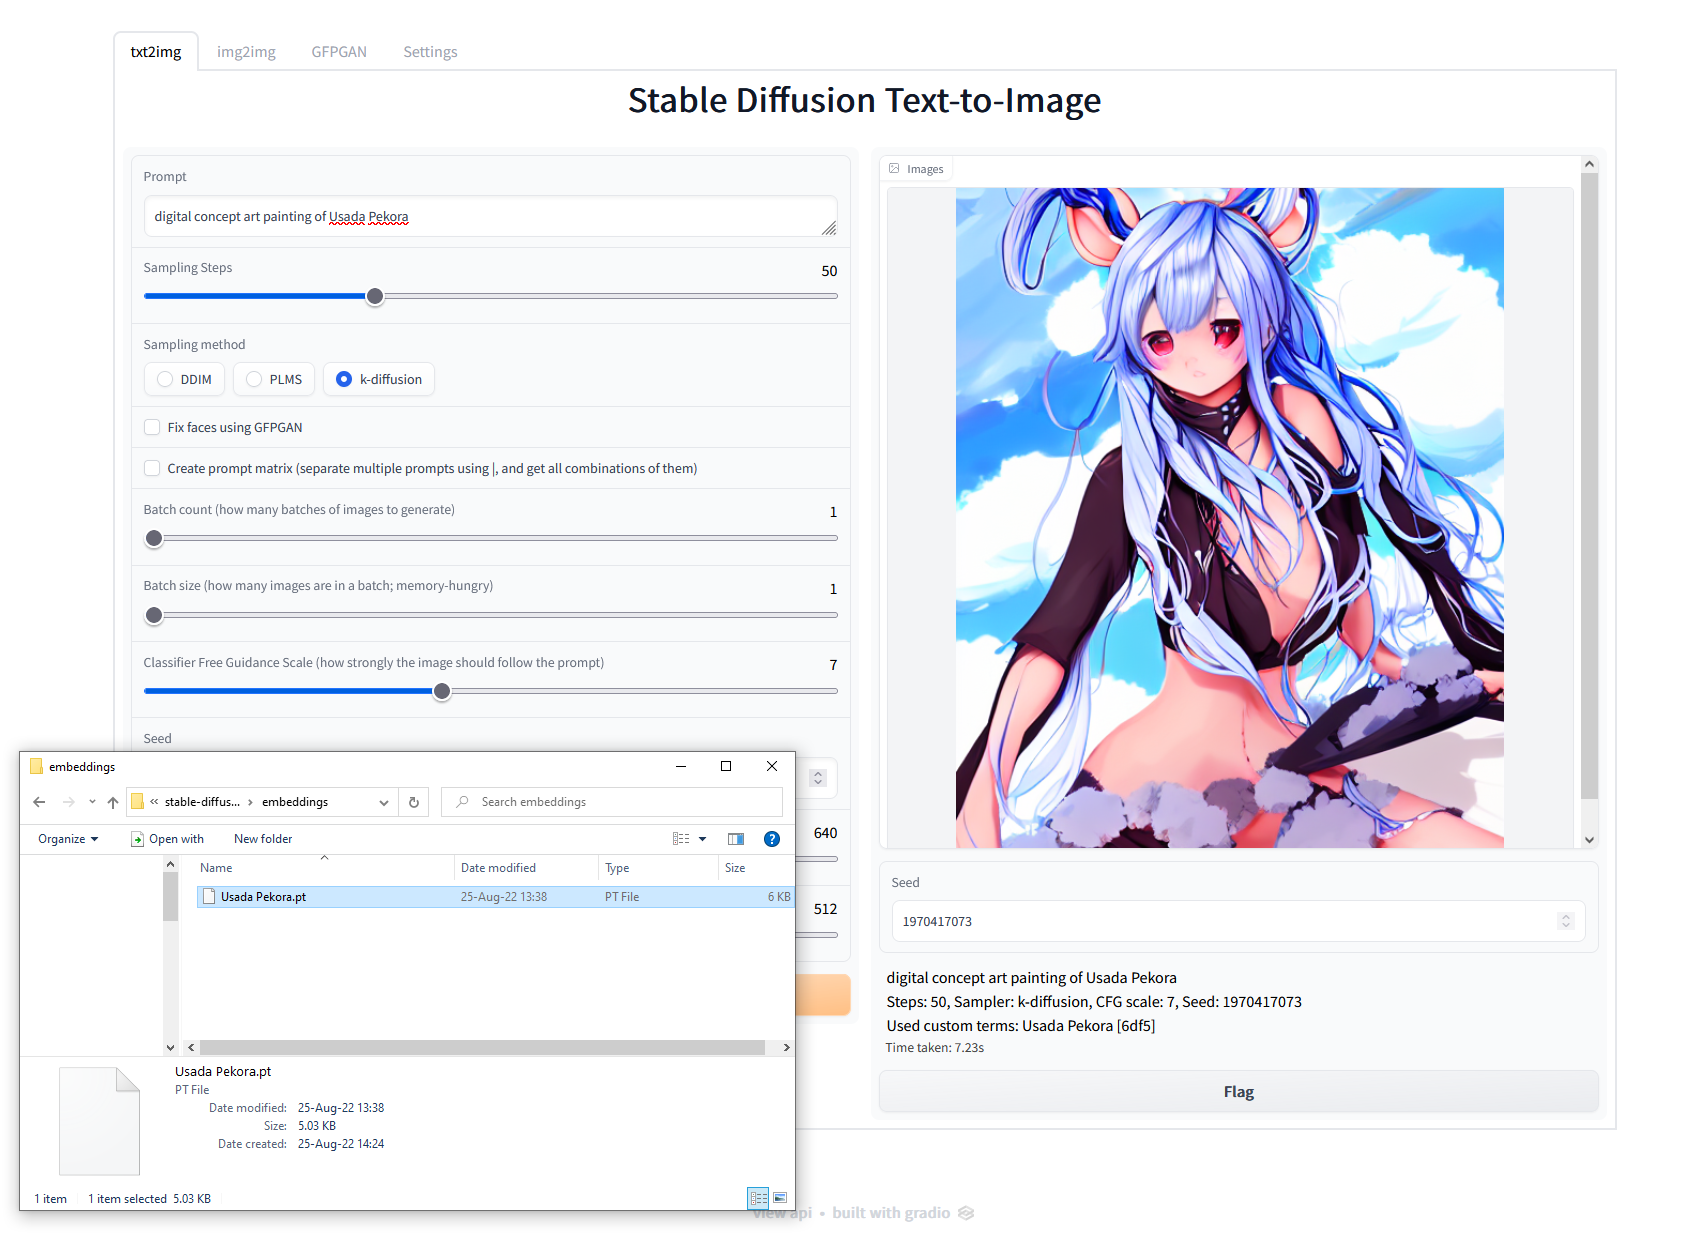 txt2img
img2img
GFPGAN
Settings
Stable Diffusion Text-to-Image
Prompt
digital concept art painting of Usada Pekora
Sampling Steps
50
Sampling method
DDIM
PLMS
k-diffusion
Fix faces using GFPGAN
Create prompt matrix (separate multiple prompts using |, and get all combinations of them)
Batch count (how many batches of images to generate)
1
Batch size (how many images are in a batch; memory-hungry)
1
Classifier Free Guidance Scale (how strongly the image should follow the prompt)
7
Seed
640
512
embeddings
« stable-diffus... › embeddings
Search embeddings
Organize
Open with
New folder
?
Name
Date modified
Type
Size
Usada Pekora.pt
25-Aug-22 13:38
PT File
6 KB
Usada Pekora.pt
PT File
Date modified: 25-Aug-22 13:38
Size: 5.03 KB
Date created: 25-Aug-22 14:24
1 item
1 item selected 5.03 KB
Images
Seed
1970417073
digital concept art painting of Usada Pekora
Steps: 50, Sampler: k-diffusion, CFG scale: 7, Seed: 1970417073
Used custom terms: Usada Pekora [6df5]
Time taken: 7.23s
Flag
view api • built with gradio